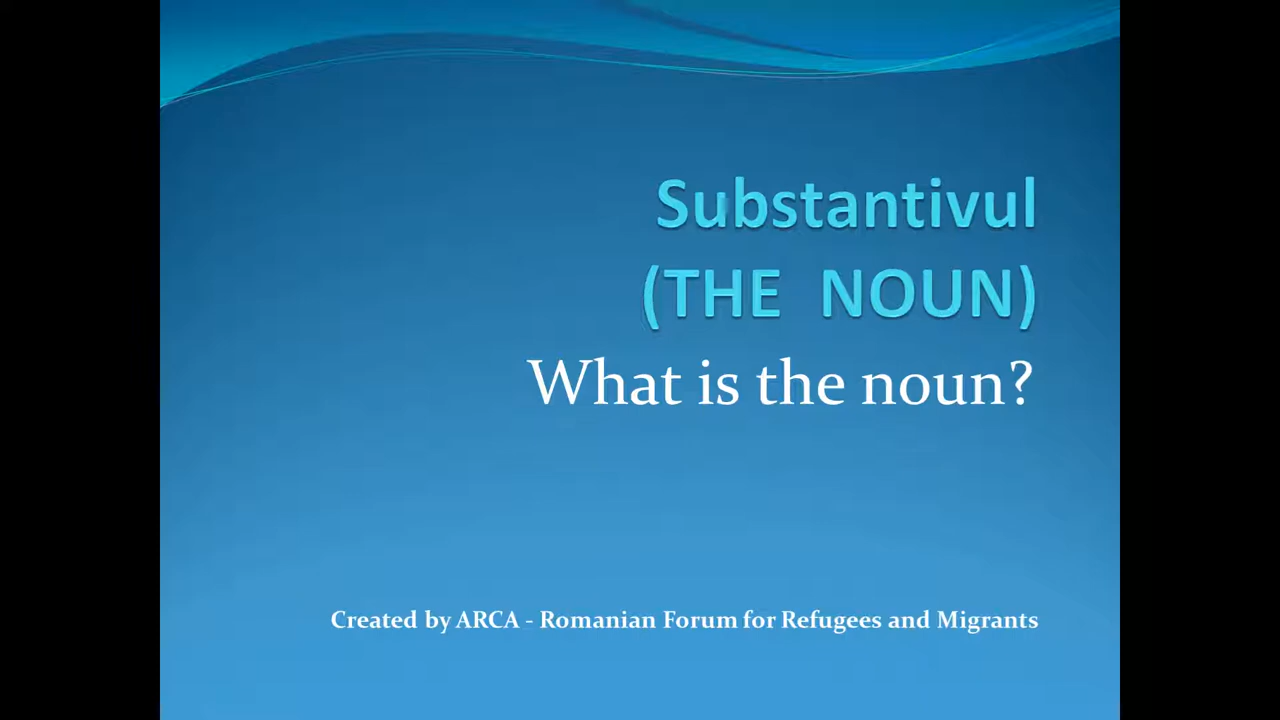 Substantivul
(THE NOUN)
What is the noun?
Created by ARCA - Romanian Forum for Refugees and Migrants